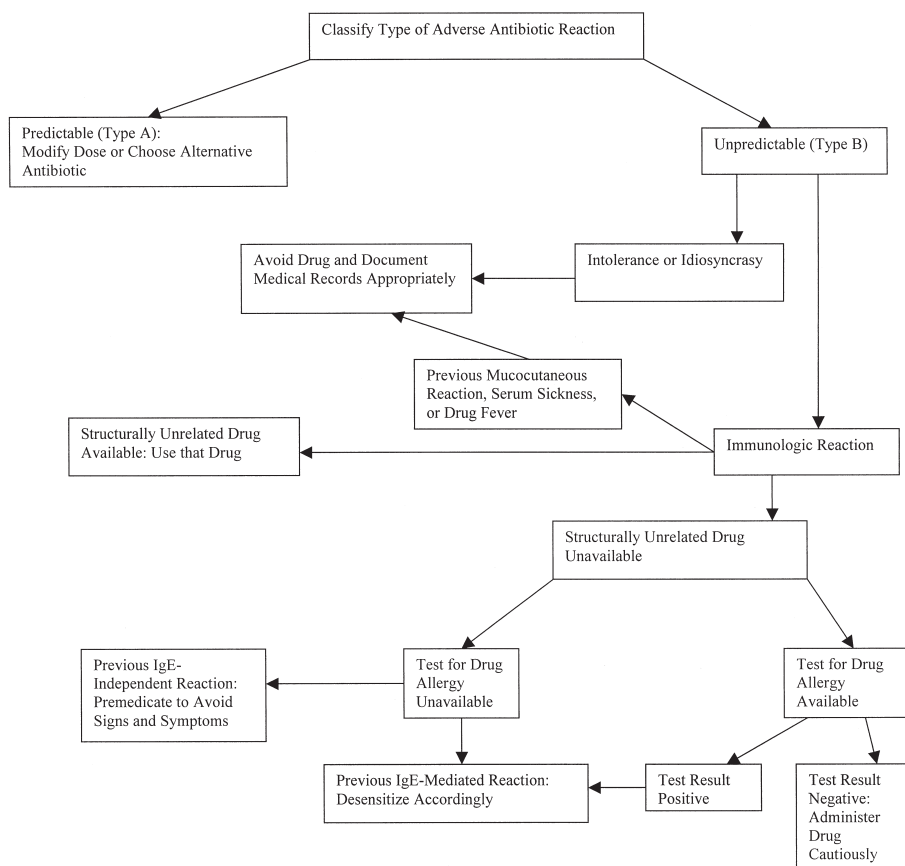 Classify Type of Adverse Antibiotic Reaction
Predictable (Type A):
Modify Dose or Choose Alternative
Antibiotic
Unpredictable (Type B)
Avoid Drug and Document
Medical Records Appropriately
Intolerance or Idiosyncrasy
Previous Mucocutaneous
Reaction, Serum Sickness,
or Drug Fever
Structurally Unrelated Drug
Available: Use that Drug
Immunologic Reaction
Structurally Unrelated Drug
Unavailable
Previous IgE-
Independent Reaction:
Premedicate to Avoid
Signs and Symptoms
Test for Drug
Allergy
Unavailable
Test for Drug
Allergy
Available
Previous IgE-Mediated Reaction:
Desensitize Accordingly
Test Result
Positive
Test Result
Negative:
Administer
Drug
Cautiously